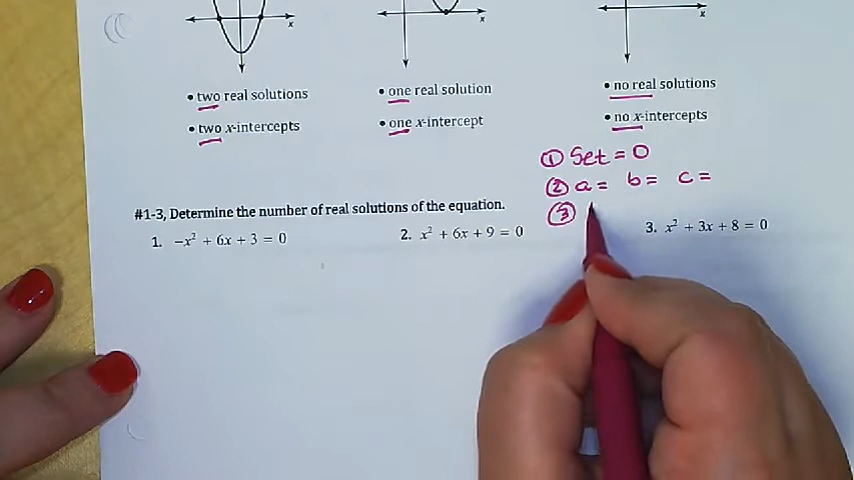 x
x
x
• two real solutions
• one real solution
• no real solutions
• two x-intercepts
• one x-intercept
• no x-intercepts
① Set = 0
② a = b = c =
③
#1-3, Determine the number of real solutions of the equation.
1. −x² + 6x + 3 = 0
2. x² + 6x + 9 = 0
3. x² + 3x + 8 = 0